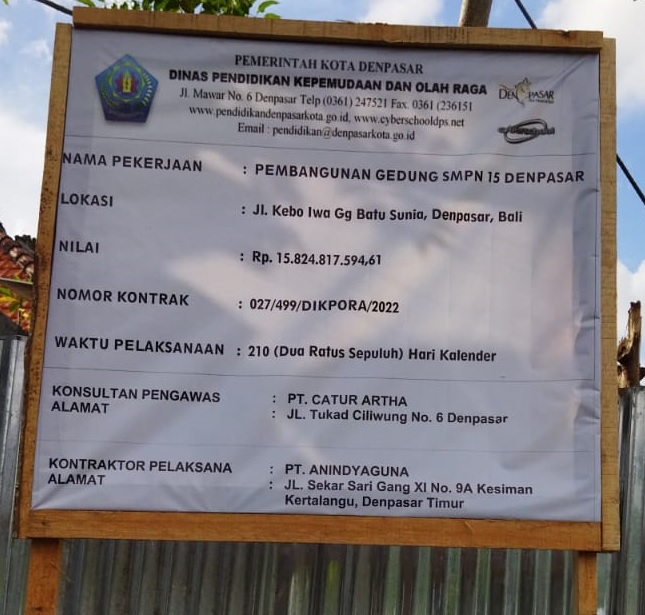 PEMERINTAH KOTA DENPASAR
DINAS PENDIDIKAN KEPEMUDAAN DAN OLAH RAGA
Jl. Mawar No. 6 Denpasar Telp (0361) 247521 Fax. 0361 (236151
www.pendidikandenpasarkota.go.id, www.cyberschooldps.net
Email : pendidikan@denpasarkota.go.id
DENPASAR
NAMA PEKERJAAN : PEMBANGUNAN GEDUNG SMPN 15 DENPASAR
LOKASI : Jl. Kebo Iwa Gg Batu Sunia, Denpasar, Bali
NILAI : Rp. 15.824.817.594,61
NOMOR KONTRAK : 027/499/DIKPORA/2022
WAKTU PELAKSANAAN : 210 (Dua Ratus Sepuluh) Hari Kalender
KONSULTAN PENGAWAS : PT. CATUR ARTHA
ALAMAT : JL. Tukad Ciliwung No. 6 Denpasar
KONTRAKTOR PELAKSANA : PT. ANINDYAGUNA
ALAMAT : JL. Sekar Sari Gang XI No. 9A Kesiman
Kertalangu, Denpasar Timur